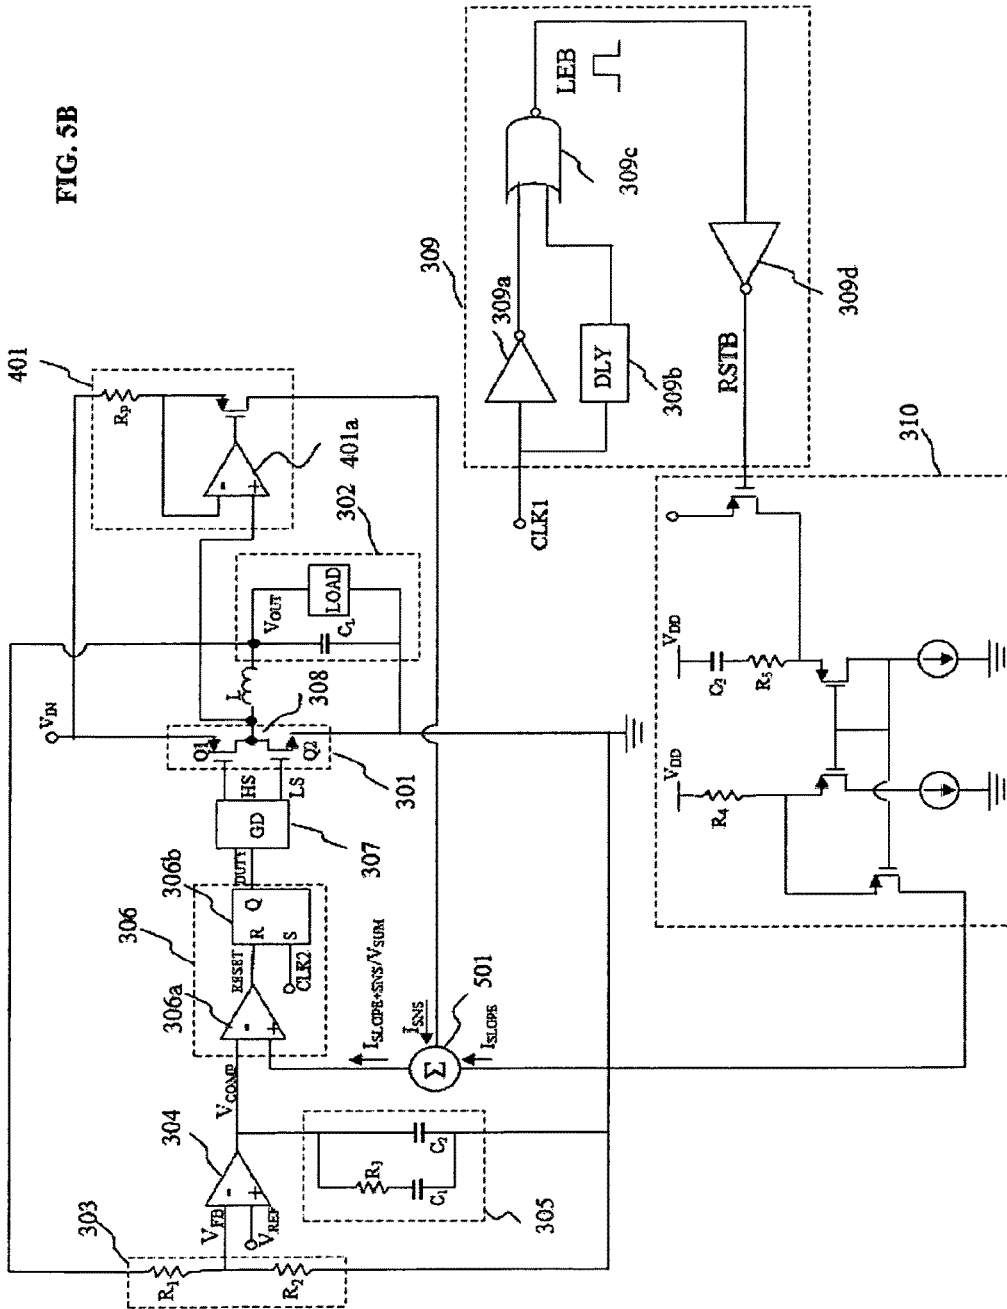 FIG. 5B
303
R1
R2
VFB
VREF
304
VCOMP
305
R3
C1
C2
306
306a
RESET
306b
R
Q
S
CLK2
DUTY
GD
307
HS
LS
301
VIN
Q1
Q2
308
L
302
VOUT
LOAD
CL
401
Rp
401a
ISLOPE+SNS/VSUM
ISNS
Σ
501
ISLOPE
309
CLK1
309a
DLY
309b
309c
LEB
309d
RSTB
310
VDD
R4
VDD
C2
R5